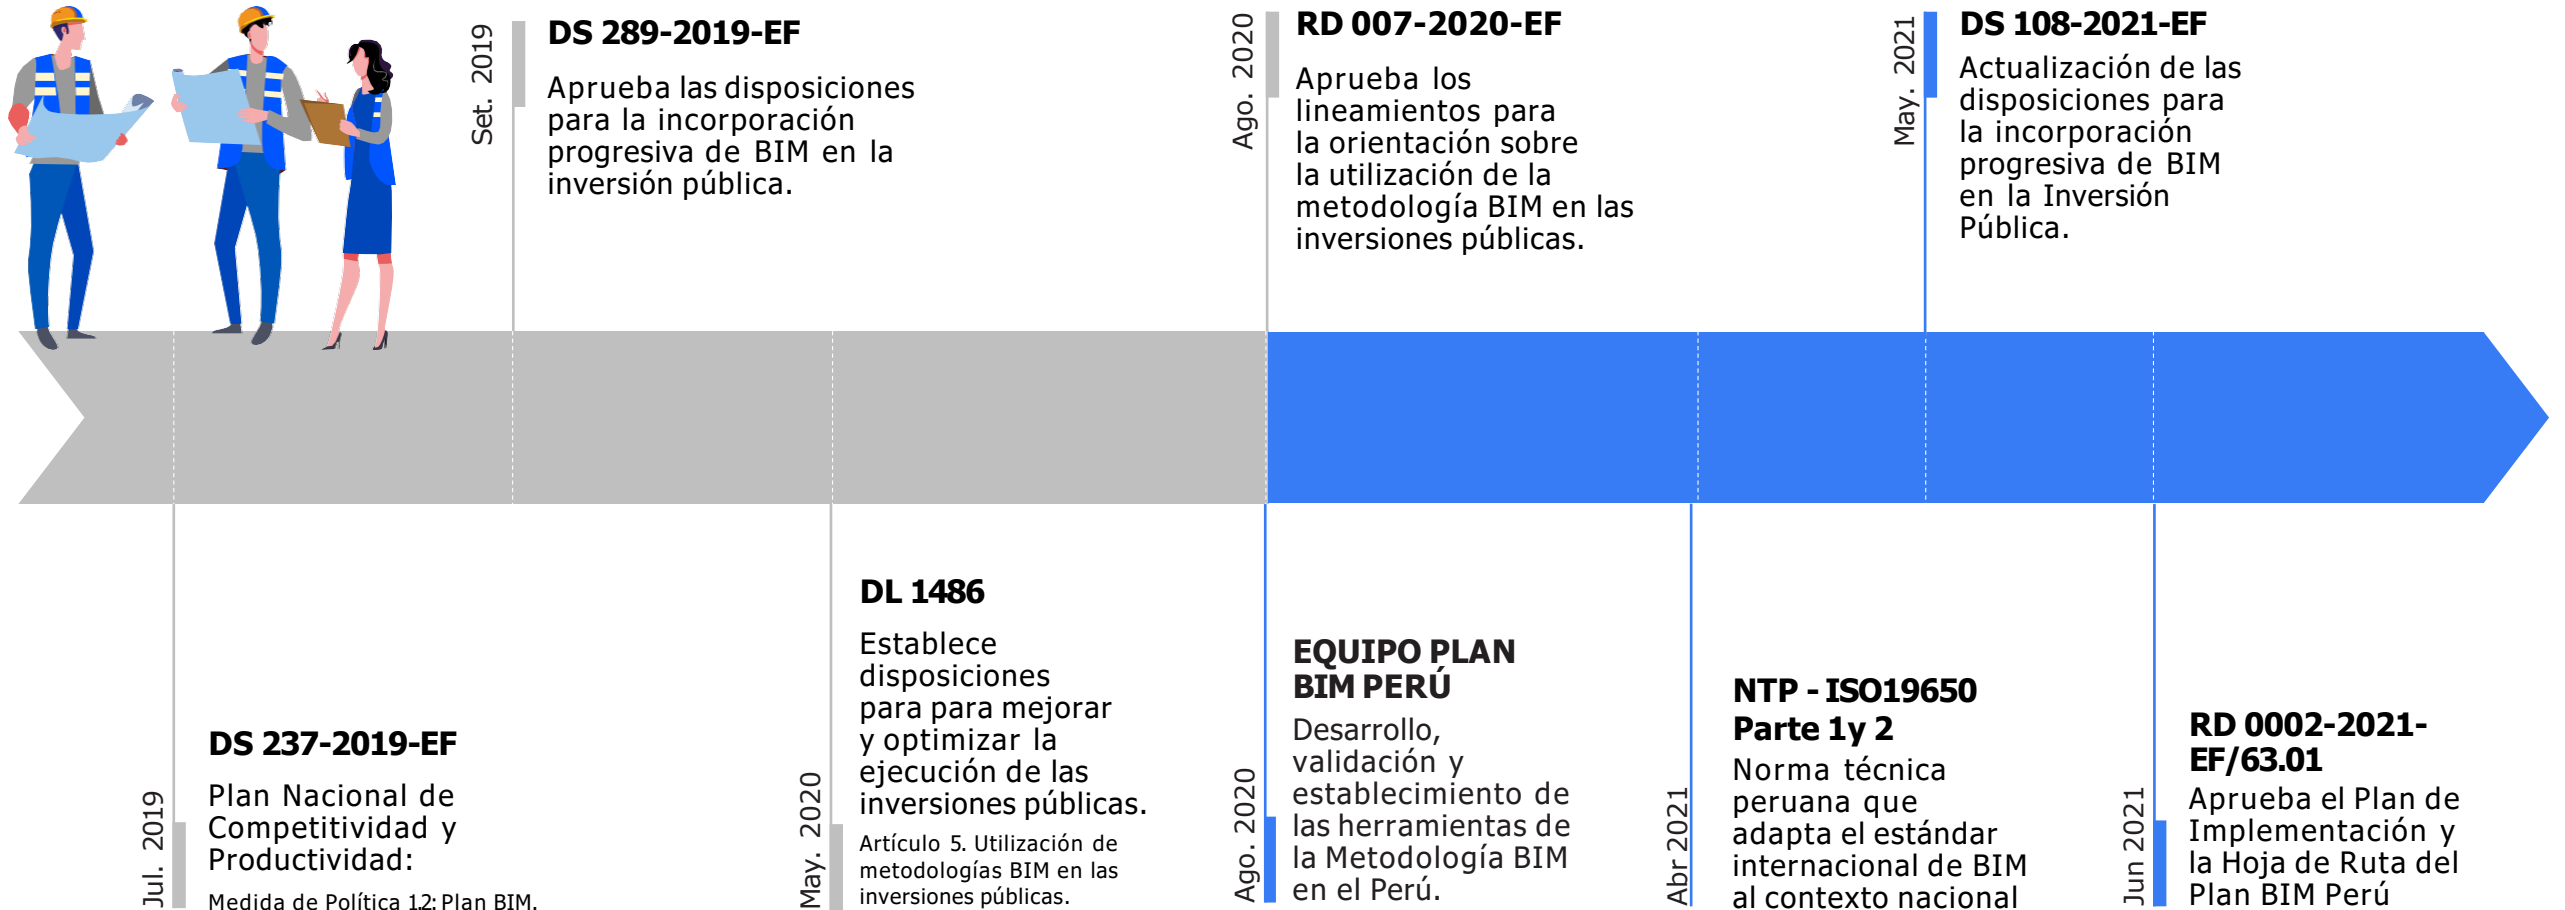 Set. 2019
DS 289-2019-EF
Aprueba las disposiciones
para la incorporación
progresiva de BIM en la
inversión pública.
Ago. 2020
RD 007-2020-EF
Aprueba los
lineamientos para
la orientación sobre
la utilización de la
metodología BIM en las
inversiones públicas.
May. 2021
DS 108-2021-EF
Actualización de las
disposiciones para
la incorporación
progresiva de BIM
en la Inversión
Pública.
Jul. 2019
DS 237-2019-EF
Plan Nacional de
Competitividad y
Productividad:
Medida de Política 1.2: Plan BIM.
May. 2020
DL 1486
Establece
disposiciones
para para mejorar
y optimizar la
ejecución de las
inversiones públicas.
Artículo 5. Utilización de
metodologías BIM en las
inversiones públicas.
Ago. 2020
EQUIPO PLAN
BIM PERÚ
Desarrollo,
validación y
establecimiento de
las herramientas de
la Metodología BIM
en el Perú.
Abr 2021
NTP - ISO19650
Parte 1y 2
Norma técnica
peruana que
adapta el estándar
internacional de BIM
al contexto nacional
Jun 2021
RD 0002-2021-
EF/63.01
Aprueba el Plan de
Implementación y
la Hoja de Ruta del
Plan BIM Perú